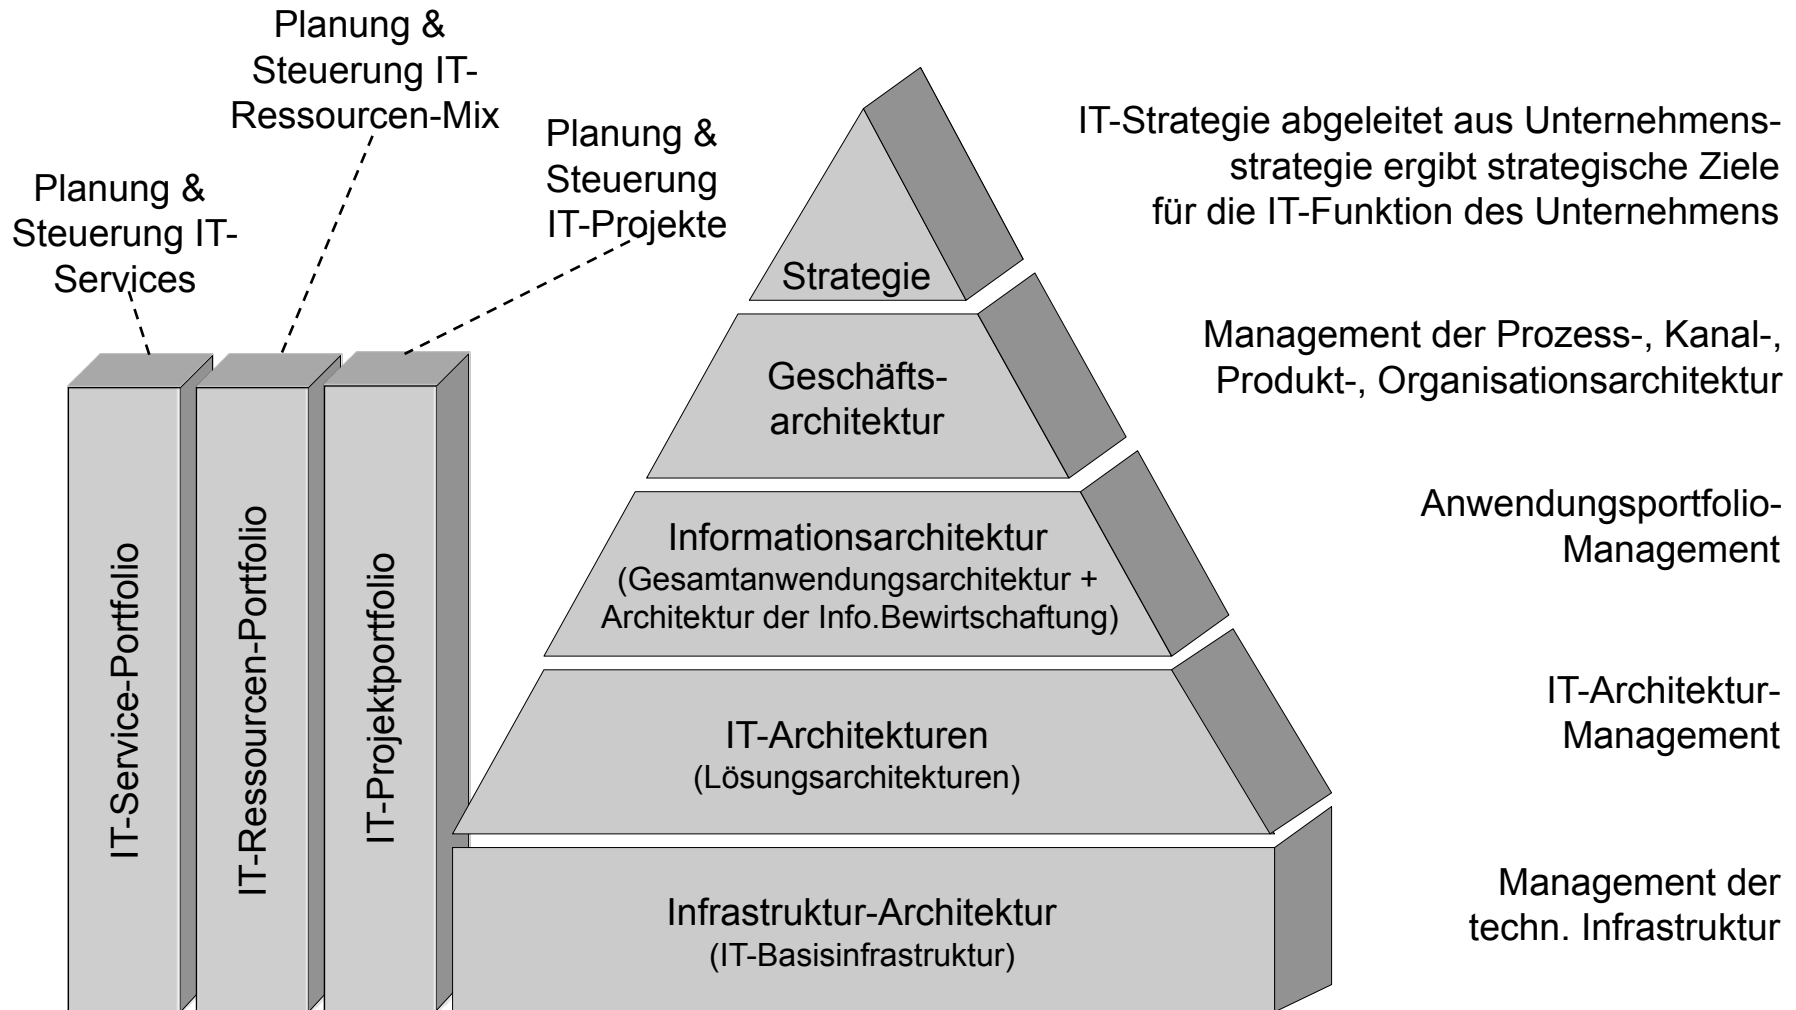 Planung &
Steuerung IT-
Ressourcen-Mix
Planung &
Steuerung IT-
Services
Planung &
Steuerung
IT-Projekte
IT-Service-Portfolio
IT-Ressourcen-Portfolio
IT-Projektportfolio
Strategie
Geschäfts-
architektur
Informationsarchitektur
(Gesamtanwendungsarchitektur +
Architektur der Info.Bewirtschaftung)
IT-Architekturen
(Lösungsarchitekturen)
Infrastruktur-Architektur
(IT-Basisinfrastruktur)
IT-Strategie abgeleitet aus Unternehmens-
strategie ergibt strategische Ziele
für die IT-Funktion des Unternehmens
Management der Prozess-, Kanal-,
Produkt-, Organisationsarchitektur
Anwendungsportfolio-
Management
IT-Architektur-
Management
Management der
techn. Infrastruktur